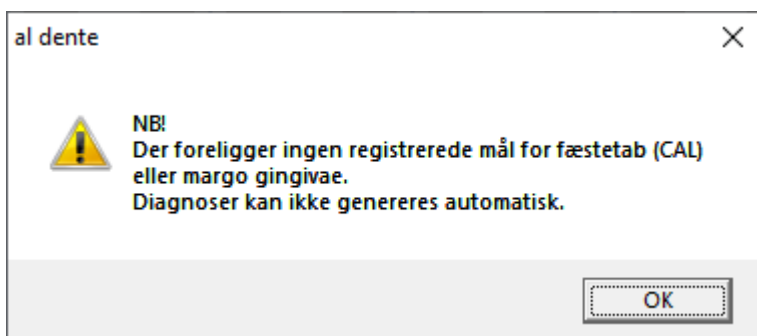 al dente
NB!
Der foreligger ingen registrerede mål for fæstetab (CAL)
eller margo gingivae.
Diagnoser kan ikke genereres automatisk.
OK